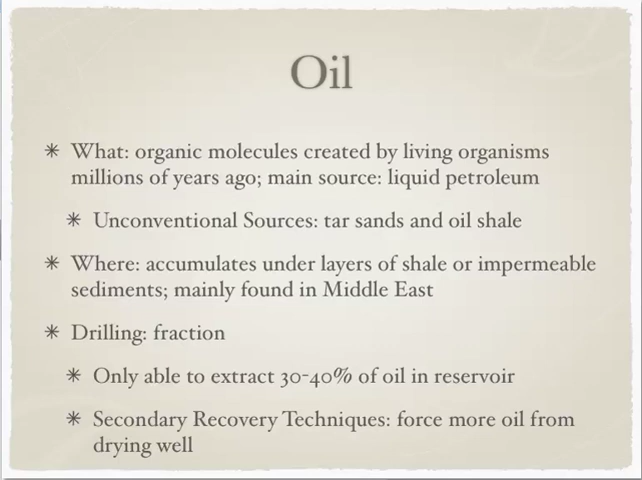 Oil
✳ What: organic molecules created by living organisms
millions of years ago; main source: liquid petroleum
✳ Unconventional Sources: tar sands and oil shale
✳ Where: accumulates under layers of shale or impermeable
sediments; mainly found in Middle East
✳ Drilling: fraction
✳ Only able to extract 30-40% of oil in reservoir
✳ Secondary Recovery Techniques: force more oil from
drying well